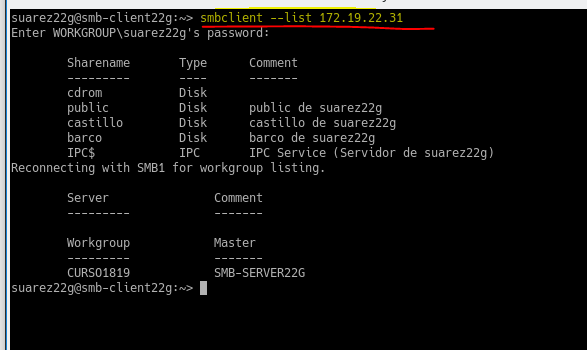 suarez22g@smb-client22g:~> smbclient --list 172.19.22.31
Enter WORKGROUP\suarez22g's password:
Sharename Type Comment
--------- ---- -------
cdrom Disk
public Disk public de suarez22g
castillo Disk castillo de suarez22g
barco Disk barco de suarez22g
IPC$ IPC IPC Service (Servidor de suarez22g)
Reconnecting with SMB1 for workgroup listing.
Server Comment
--------- -------
Workgroup Master
--------- -------
CURSO1819 SMB-SERVER22G
suarez22g@smb-client22g:~>